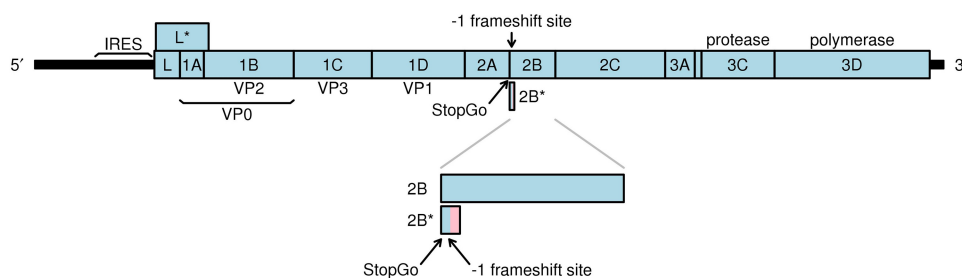 -1 frameshift site
IRES
L*
protease
polymerase
5′
L
1A
1B
1C
1D
2A
2B
2C
3A
3C
3D
3
VP2
VP3
VP1
VP0
StopGo
2B*
2B
2B*
StopGo
-1 frameshift site